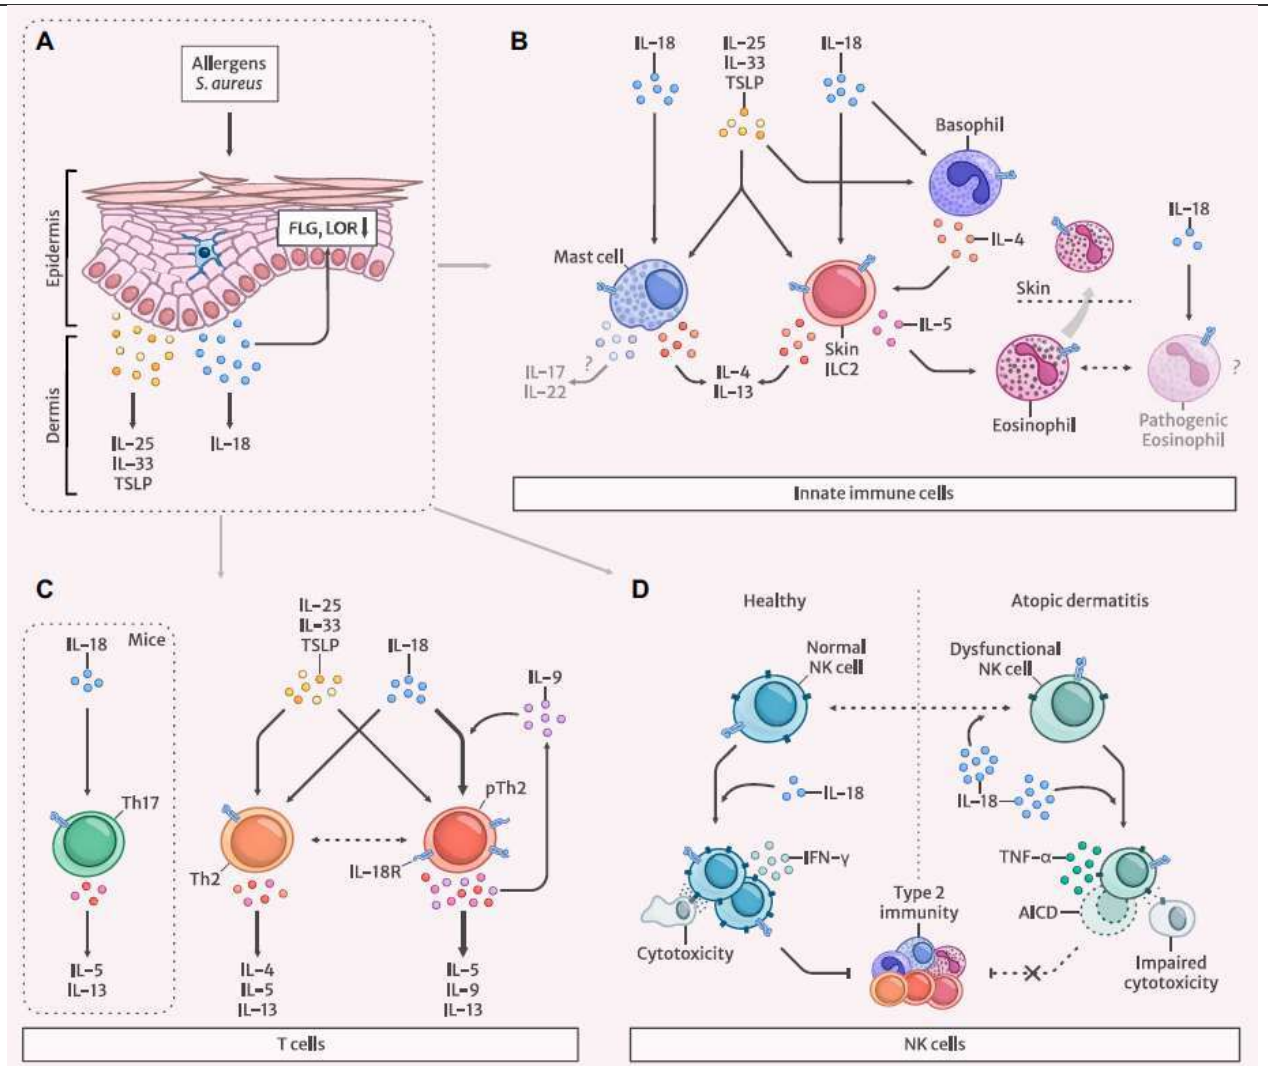 A
Allergens
S. aureus
Epidermis
FLG, LOR
Dermis
IL-25
IL-33
TSLP
IL-18
B
IL-18
IL-25
IL-33
TSLP
IL-18
Basophil
IL-4
IL-18
Mast cell
Skin
IL-5
?
IL-17
IL-22
IL-4
IL-13
Skin
ILC2
Eosinophil
?
Pathogenic
Eosinophil
Innate immune cells
C
Mice
IL-18
IL-25
IL-33
TSLP
IL-18
IL-9
Th17
pTh2
Th2
IL-18R
IL-5
IL-13
IL-4
IL-5
IL-13
IL-5
IL-9
IL-13
T cells
D
Healthy
Atopic dermatitis
Normal
NK cell
Dysfunctional
NK cell
IL-18
IL-18
IFN-γ
TNF-α
Type 2
immunity
AICD
Cytotoxicity
Impaired
cytotoxicity
NK cells